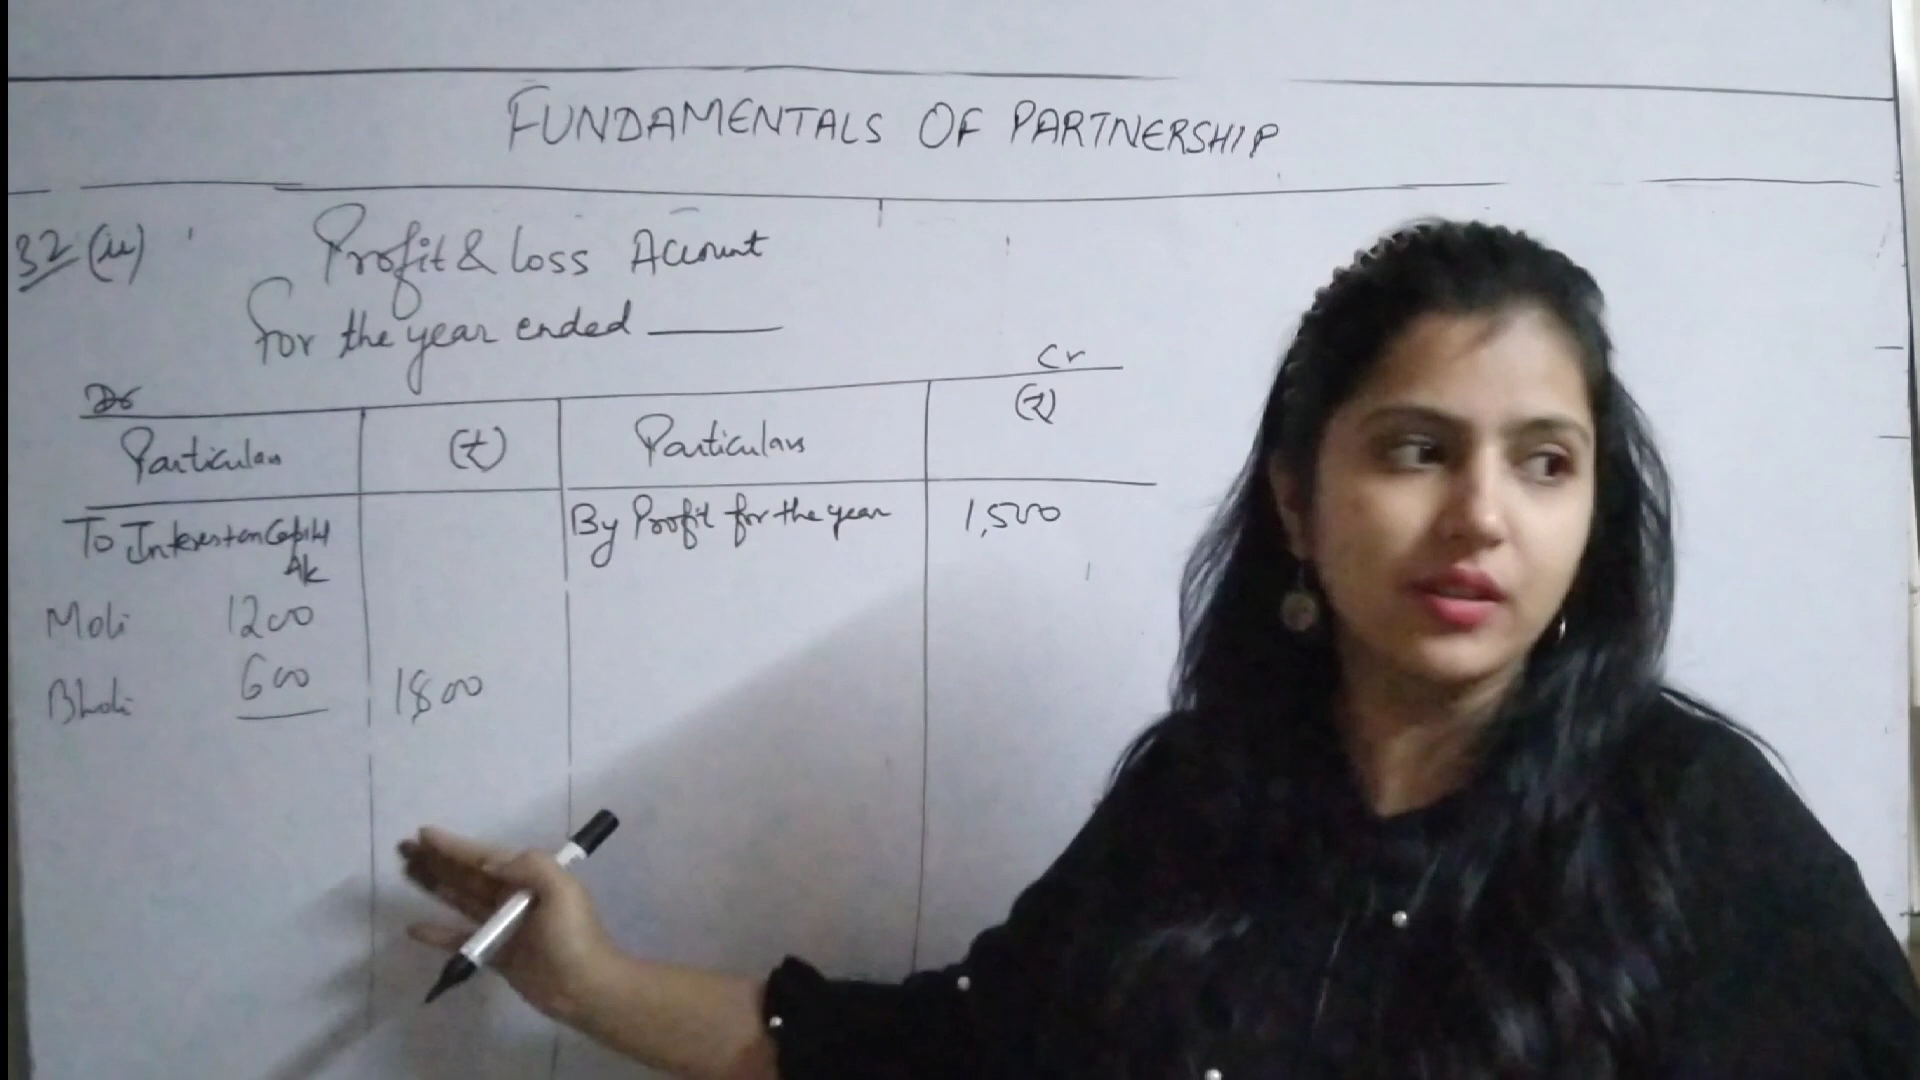 FUNDAMENTALS OF PARTNERSHIP
32 (ii)
Profit & loss Account
For the year ended
Dr Cr
Particulars (₹) Particulars (₹)
To Interest on Capital By Profit for the year 1,500
A/c
Moli 1200
Bholi 600 1800